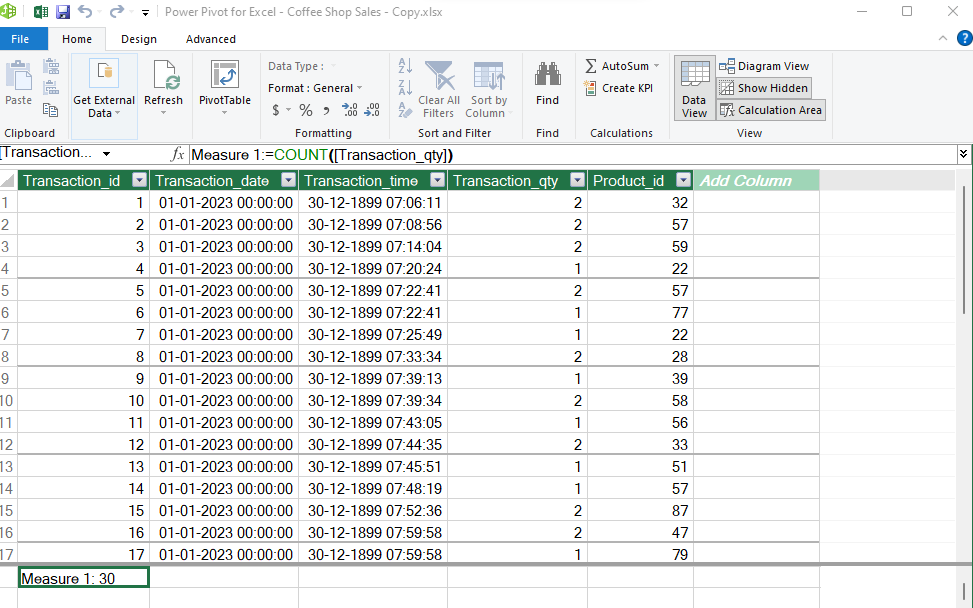 Power Pivot for Excel - Coffee Shop Sales - Copy.xlsx
File Home Design Advanced
Paste
Get External Data
Refresh
PivotTable
Data Type :
Format : General
$ % , .00 .00
Clear All Filters
Sort by Column
Find
AutoSum
Create KPI
Data View
Diagram View
Show Hidden
Calculation Area
Clipboard Formatting Sort and Filter Find Calculations View
[Transaction... fx Measure 1:=COUNT([Transaction_qty])
Transaction_id Transaction_date Transaction_time Transaction_qty Product_id Add Column
1 1 01-01-2023 00:00:00 30-12-1899 07:06:11 2 32
2 2 01-01-2023 00:00:00 30-12-1899 07:08:56 2 57
3 3 01-01-2023 00:00:00 30-12-1899 07:14:04 2 59
4 4 01-01-2023 00:00:00 30-12-1899 07:20:24 1 22
5 5 01-01-2023 00:00:00 30-12-1899 07:22:41 2 57
6 6 01-01-2023 00:00:00 30-12-1899 07:22:41 1 77
7 7 01-01-2023 00:00:00 30-12-1899 07:25:49 1 22
8 8 01-01-2023 00:00:00 30-12-1899 07:33:34 2 28
9 9 01-01-2023 00:00:00 30-12-1899 07:39:13 1 39
10 10 01-01-2023 00:00:00 30-12-1899 07:39:34 2 58
11 11 01-01-2023 00:00:00 30-12-1899 07:43:05 1 56
12 12 01-01-2023 00:00:00 30-12-1899 07:44:35 2 33
13 13 01-01-2023 00:00:00 30-12-1899 07:45:51 1 51
14 14 01-01-2023 00:00:00 30-12-1899 07:48:19 1 57
15 15 01-01-2023 00:00:00 30-12-1899 07:52:36 2 87
16 16 01-01-2023 00:00:00 30-12-1899 07:59:58 2 47
17 17 01-01-2023 00:00:00 30-12-1899 07:59:58 1 79
Measure 1: 30